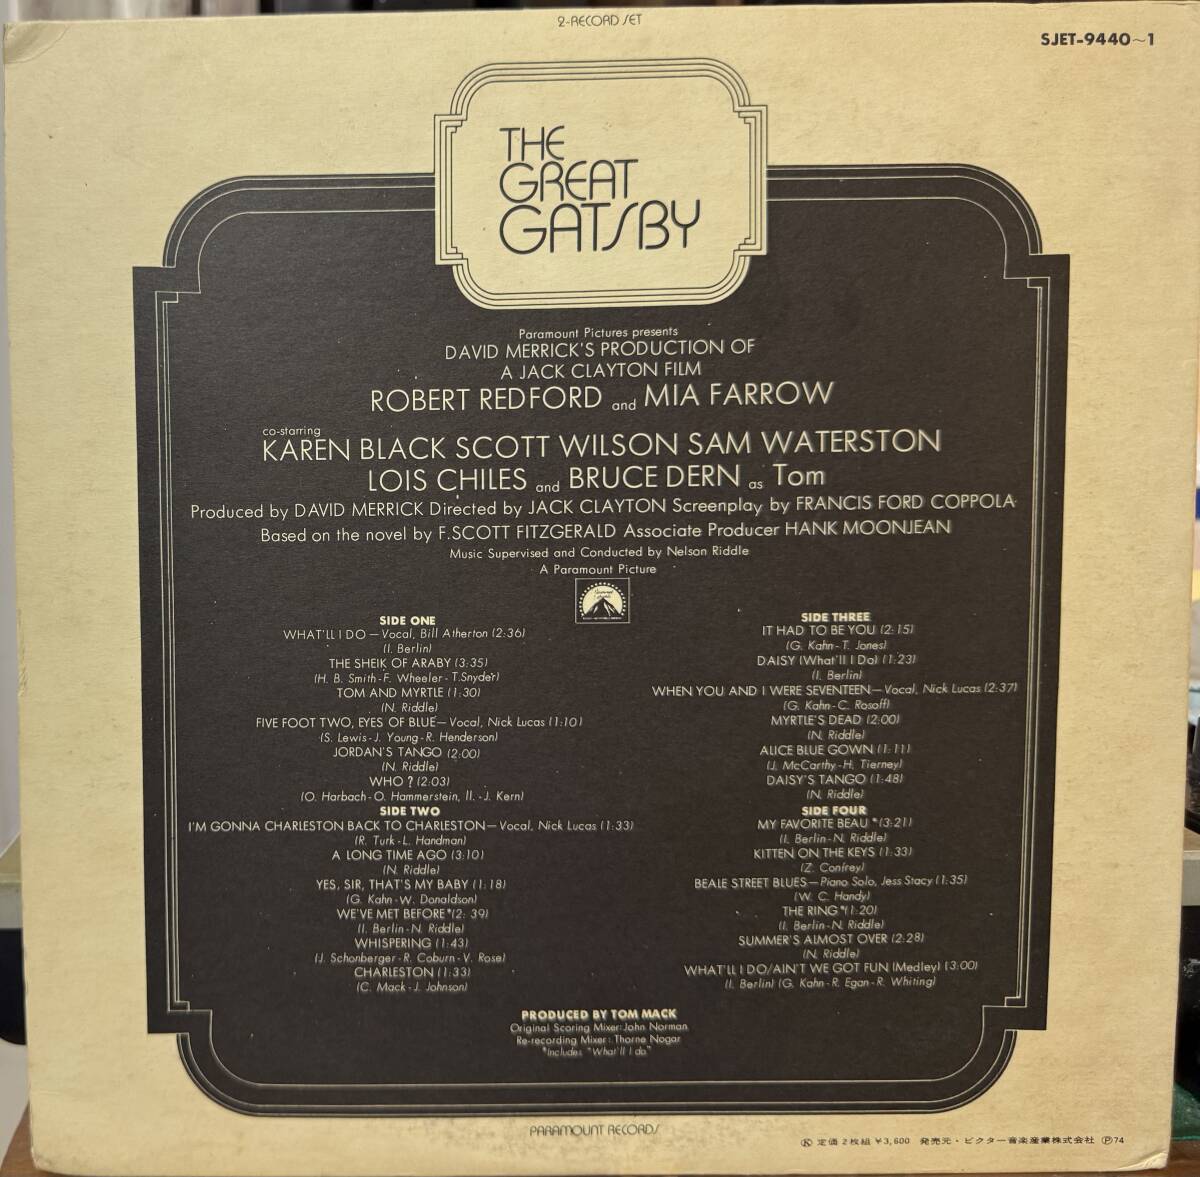 2-RECORD SET
SJET-9440~1
THE
GREAT
GATSBY
Paramount Pictures presents
DAVID MERRICK'S PRODUCTION OF
A JACK CLAYTON FILM
ROBERT REDFORD and MIA FARROW
co-starring
KAREN BLACK SCOTT WILSON SAM WATERSTON
LOIS CHILES and BRUCE DERN as Tom
Produced by DAVID MERRICK Directed by JACK CLAYTON Screenplay by FRANCIS FORD COPPOLA
Based on the novel by F.SCOTT FITZGERALD Associate Producer HANK MOONJEAN
Music Supervised and Conducted by Nelson Riddle
A Paramount Picture
SIDE ONE
WHAT'LL I DO—Vocal, Bill Atherton (2:36)
(I. Berlin)
THE SHEIK OF ARABY (3:35)
(H. B. Smith-F. Wheeler-T.Snyder)
TOM AND MYRTLE (1:30)
(N. Riddle)
FIVE FOOT TWO, EYES OF BLUE—Vocal, Nick Lucas (1:10)
(S. Lewis-J. Young-R. Henderson)
JORDAN'S TANGO (2:00)
(N. Riddle)
WHO? (2:03)
(O. Harbach-O. Hammerstein, II.-J. Kern)
SIDE TWO
I'M GONNA CHARLESTON BACK TO CHARLESTON—Vocal, Nick Lucas (1:33)
(R. Turk-L. Handman)
A LONG TIME AGO (3:10)
(N. Riddle)
YES, SIR, THAT'S MY BABY (1:18)
(G. Kahn-W. Donaldson)
WE'VE MET BEFORE*(2:39)
(I. Berlin-N. Riddle)
WHISPERING (1:43)
(J. Schonberger-R. Coburn-V. Rose)
CHARLESTON (1:33)
(C. Mack-J. Johnson)
SIDE THREE
IT HAD TO BE YOU (2:15)
(G. Kahn-T. Jones)
DAISY (What'll I Do) (1:23)
(I. Berlin)
WHEN YOU AND I WERE SEVENTEEN—Vocal, Nick Lucas (2:37)
(G. Kahn-C. Rosoff)
MYRTLE'S DEAD (2:00)
(N. Riddle)
ALICE BLUE GOWN (1:11)
(J. McCarthy-H. Tierney)
DAISY'S TANGO (1:48)
(N. Riddle)
SIDE FOUR
MY FAVORITE BEAU *(3:21)
(I. Berlin-N. Riddle)
KITTEN ON THE KEYS (1:33)
(Z. Confrey)
BEALE STREET BLUES—Piano Solo, Jess Stacy (1:35)
(W. C. Handy)
THE RING*(1:20)
(I. Berlin-N. Riddle)
SUMMER'S ALMOST OVER (2:28)
(N. Riddle)
WHAT'LL I DO/AIN'T WE GOT FUN (Medley) (3:00)
(I. Berlin) (G. Kahn-R. Egan-R. Whiting)
PRODUCED BY TOM MACK
Original Scoring Mixer: John Norman
Re-recording Mixer: Thorne Nogar
*Includes "What'll I do"
PARAMOUNT RECORDS
Ⓚ 定価2枚組 ¥3,600 発売元・ビクター音楽産業株式会社 Ⓟ74